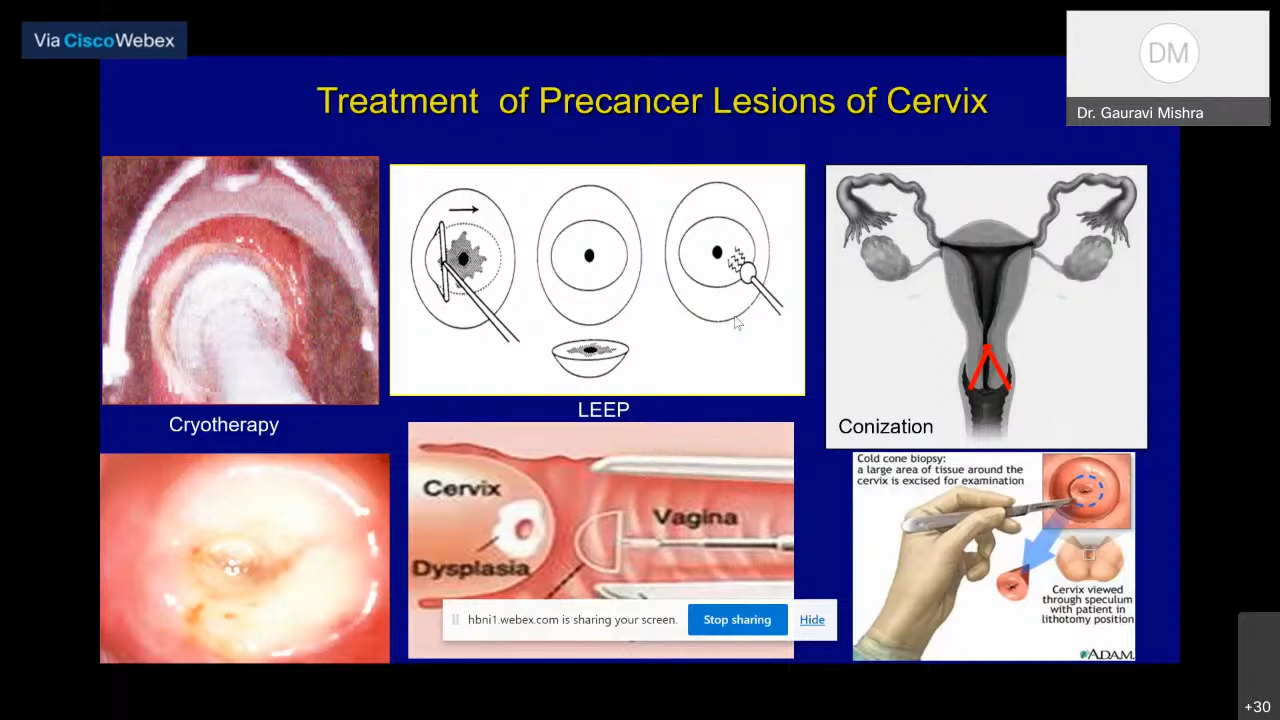 Via CiscoWebex
DM
Dr. Gauravi Mishra
Treatment of Precancer Lesions of Cervix
Cryotherapy
LEEP
Conization
Cervix
Dysplasia
Vagina
Cold cone biopsy:
a large area of tissue around the
cervix is excised for examination
Cervix viewed
through speculum
with patient in
lithotomy position
ADAM.
hbni1.webex.com is sharing your screen.
Stop sharing
Hide
+30